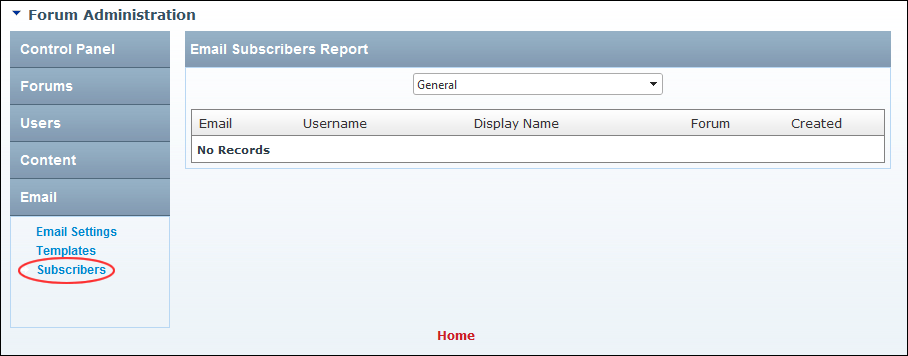 Forum Administration
Control Panel
Forums
Users
Content
Email
Email Settings
Templates
Subscribers
Email Subscribers Report
General
Email Username Display Name Forum Created
No Records
Home